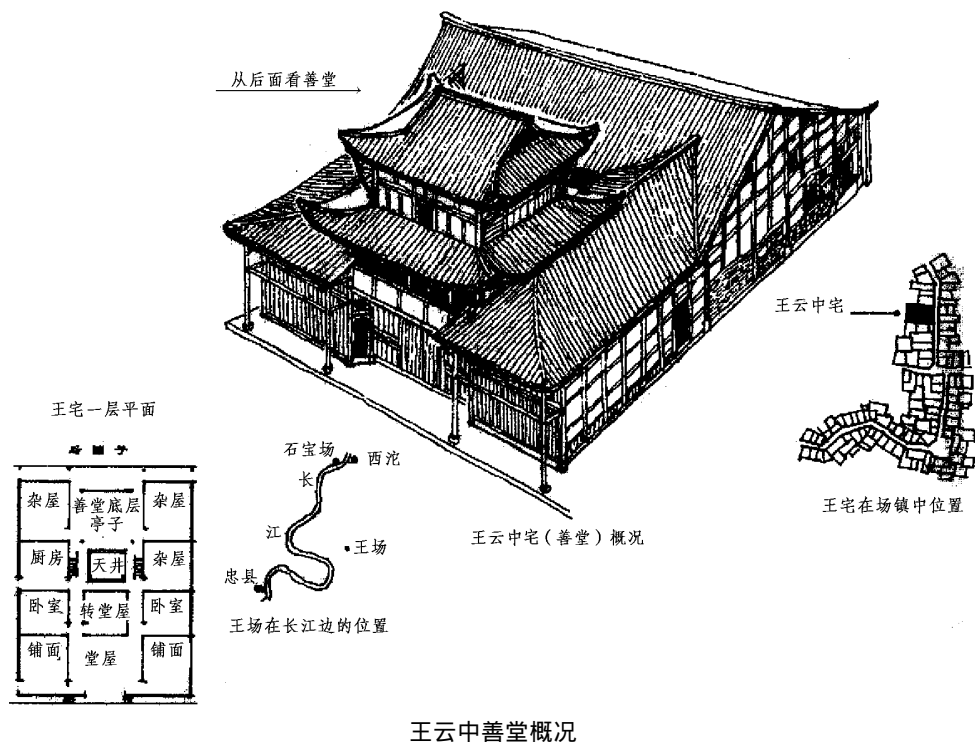 从后面看善堂
王云中宅
王宅一层平面
杂屋
善堂底层
亭子
杂屋
厨房
天井
杂屋
卧室
转堂屋
卧室
铺面
堂屋
铺面
石宝场
西沱
长
江
王场
忠县
王场在长江边的位置
王云中宅（善堂）概况
王宅在场镇中位置
王云中善堂概况